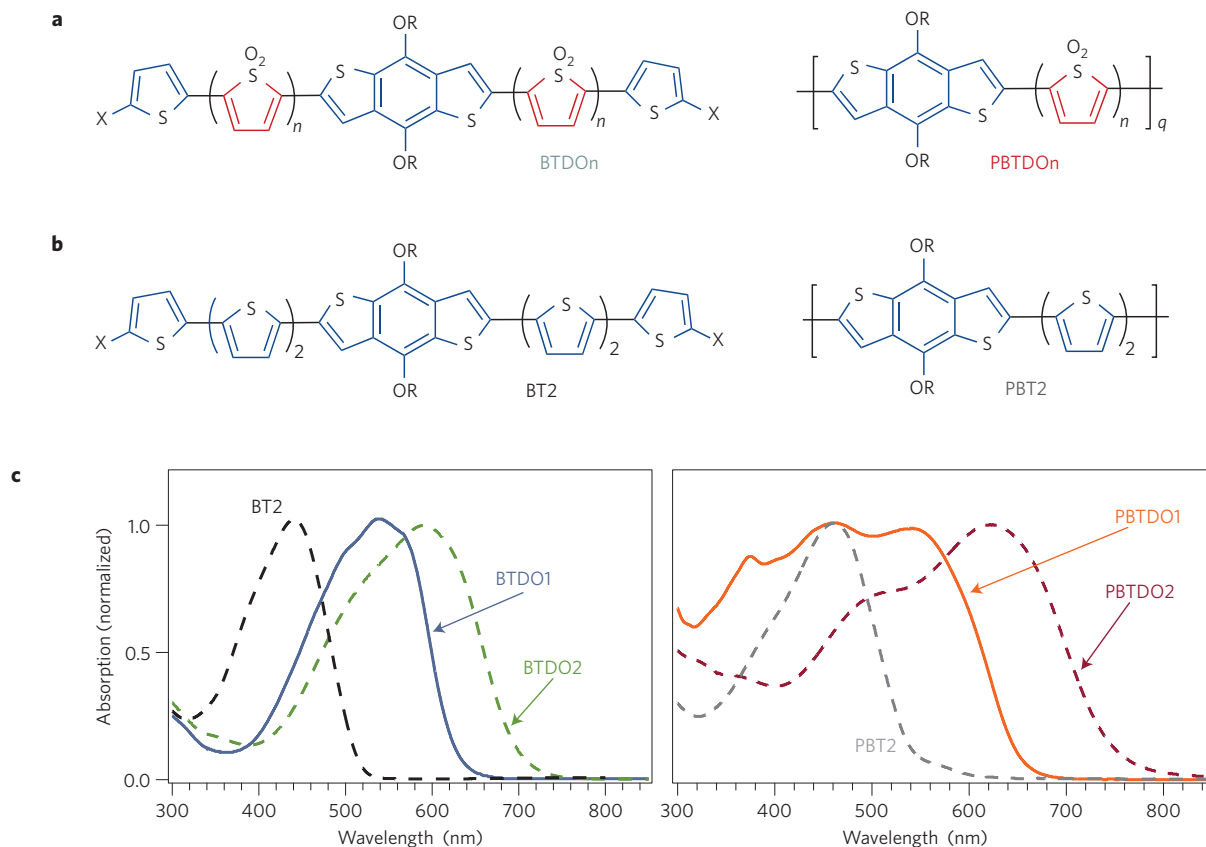 a
OR OR
O2 O2 O2
S S S S S S
X S n S n S X S n q
OR OR
BTDOn PBTDOn
b
OR OR
S S S S S S
X S 2 S 2 S X S 2
OR OR
BT2 PBT2
c
Absorption (normalized)
1.0
0.5
0.0
BT2
BTDO1
BTDO2
300 400 500 600 700 800
Wavelength (nm)
PBTDO1
PBTDO2
PBT2
300 400 500 600 700 800
Wavelength (nm)